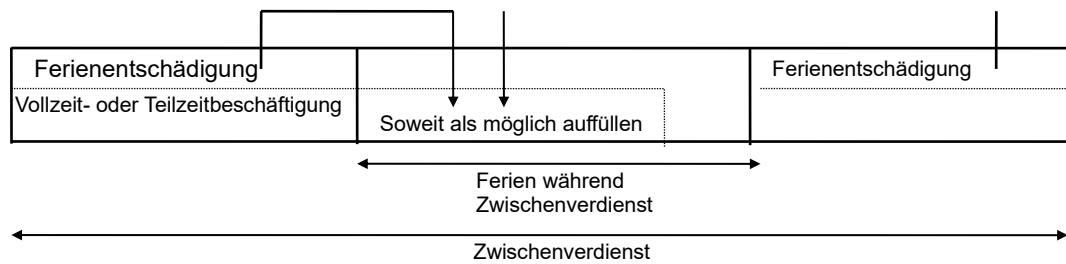 Ferienentschädigung
Vollzeit- oder Teilzeitbeschäftigung
Soweit als möglich auffüllen
Ferienentschädigung
Ferien während
Zwischenverdienst
Zwischenverdienst